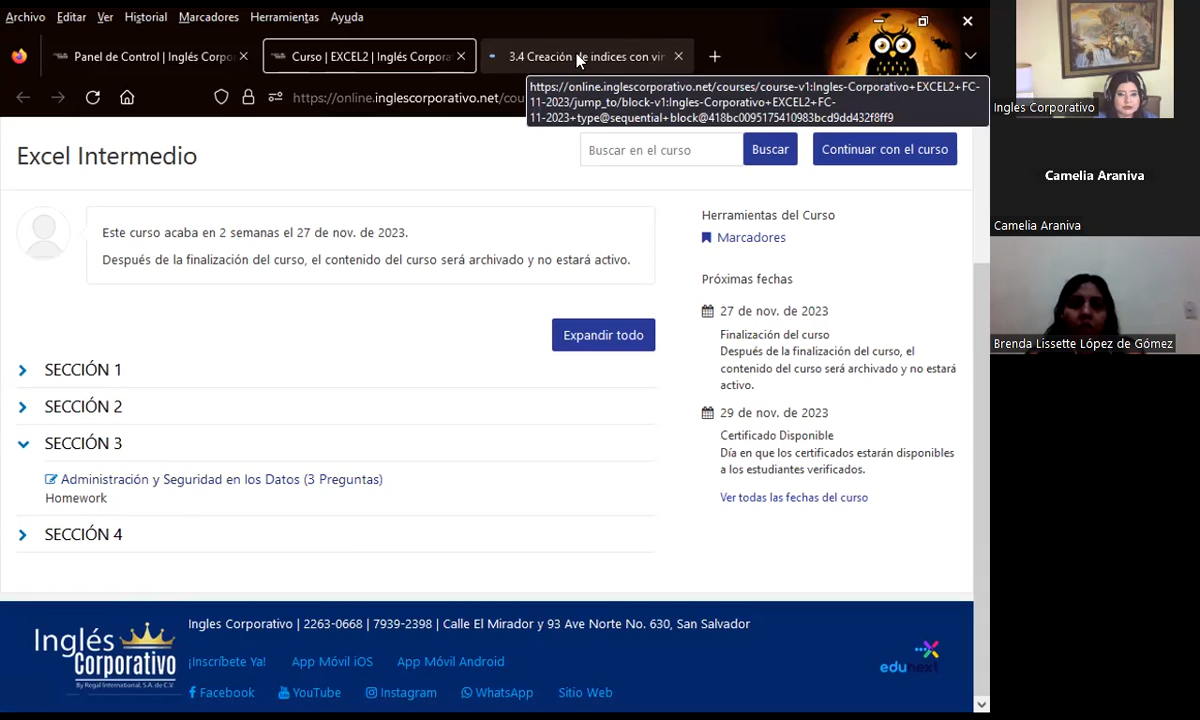 Archivo Editar Ver Historial Marcadores Herramientas Ayuda
Panel de Control | Inglés Corpora
Curso | EXCEL2 | Inglés Corpora
3.4 Creación de indices con vin
https://online.inglescorporativo.net/cou
https://online.inglescorporativo.net/courses/course-v1:Ingles-Corporativo+EXCEL2+FC-
11-2023/jump_to/block-v1:Ingles-Corporativo+EXCEL2+FC-
11-2023+type@sequential+block@418bc0095175410983bcd9dd432f8ff9
Excel Intermedio
Buscar en el curso
Buscar
Continuar con el curso
Este curso acaba en 2 semanas el 27 de nov. de 2023.
Después de la finalización del curso, el contenido del curso será archivado y no estará activo.
Expandir todo
SECCIÓN 1
SECCIÓN 2
SECCIÓN 3
Administración y Seguridad en los Datos (3 Preguntas)
Homework
SECCIÓN 4
Herramientas del Curso
Marcadores
Próximas fechas
27 de nov. de 2023
Finalización del curso
Después de la finalización del curso, el
contenido del curso será archivado y no estará
activo.
29 de nov. de 2023
Certificado Disponible
Día en que los certificados estarán disponibles
a los estudiantes verificados.
Ver todas las fechas del curso
Inglés
Corporativo
By Regal International, S.A. de C.V.
Ingles Corporativo | 2263-0668 | 7939-2398 | Calle El Mirador y 93 Ave Norte No. 630, San Salvador
¡Inscríbete Ya! App Móvil iOS App Móvil Android
Facebook YouTube Instagram WhatsApp Sitio Web
edunext
Ingles Corporativo
Camelia Araniva
Camelia Araniva
Brenda Lissette López de Gómez